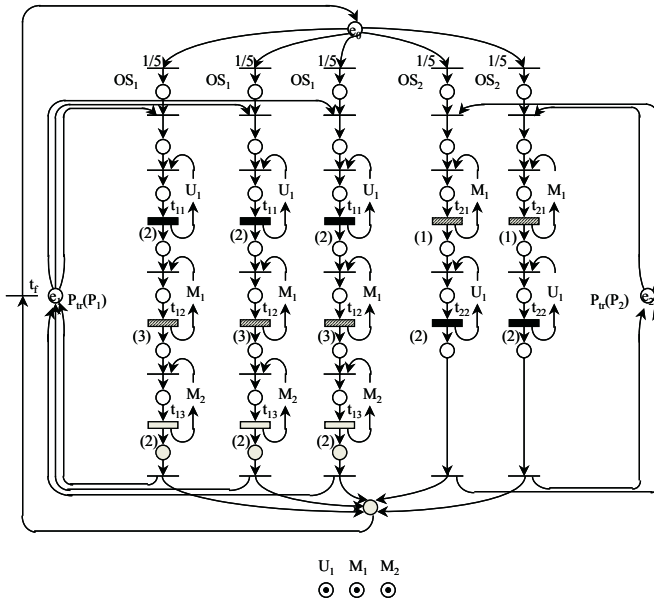 e₀
1/5 1/5 1/5 1/5 1/5
OS₁ OS₁ OS₁ OS₂ OS₂
U₁ U₁ U₁ M₁ M₁
t₁₁ t₁₁ t₁₁ t₂₁ t₂₁
(2) (2) (2) (1) (1)
t_f e₁ P_tr(P₁) M₁ M₁ M₁ U₁ U₁ P_tr(P₂) e₂
t₁₂ t₁₂ t₁₂ t₂₂ t₂₂
(3) (3) (3) (2) (2)
M₂ M₂ M₂
t₁₃ t₁₃ t₁₃
(2) (2) (2)
U₁ M₁ M₂